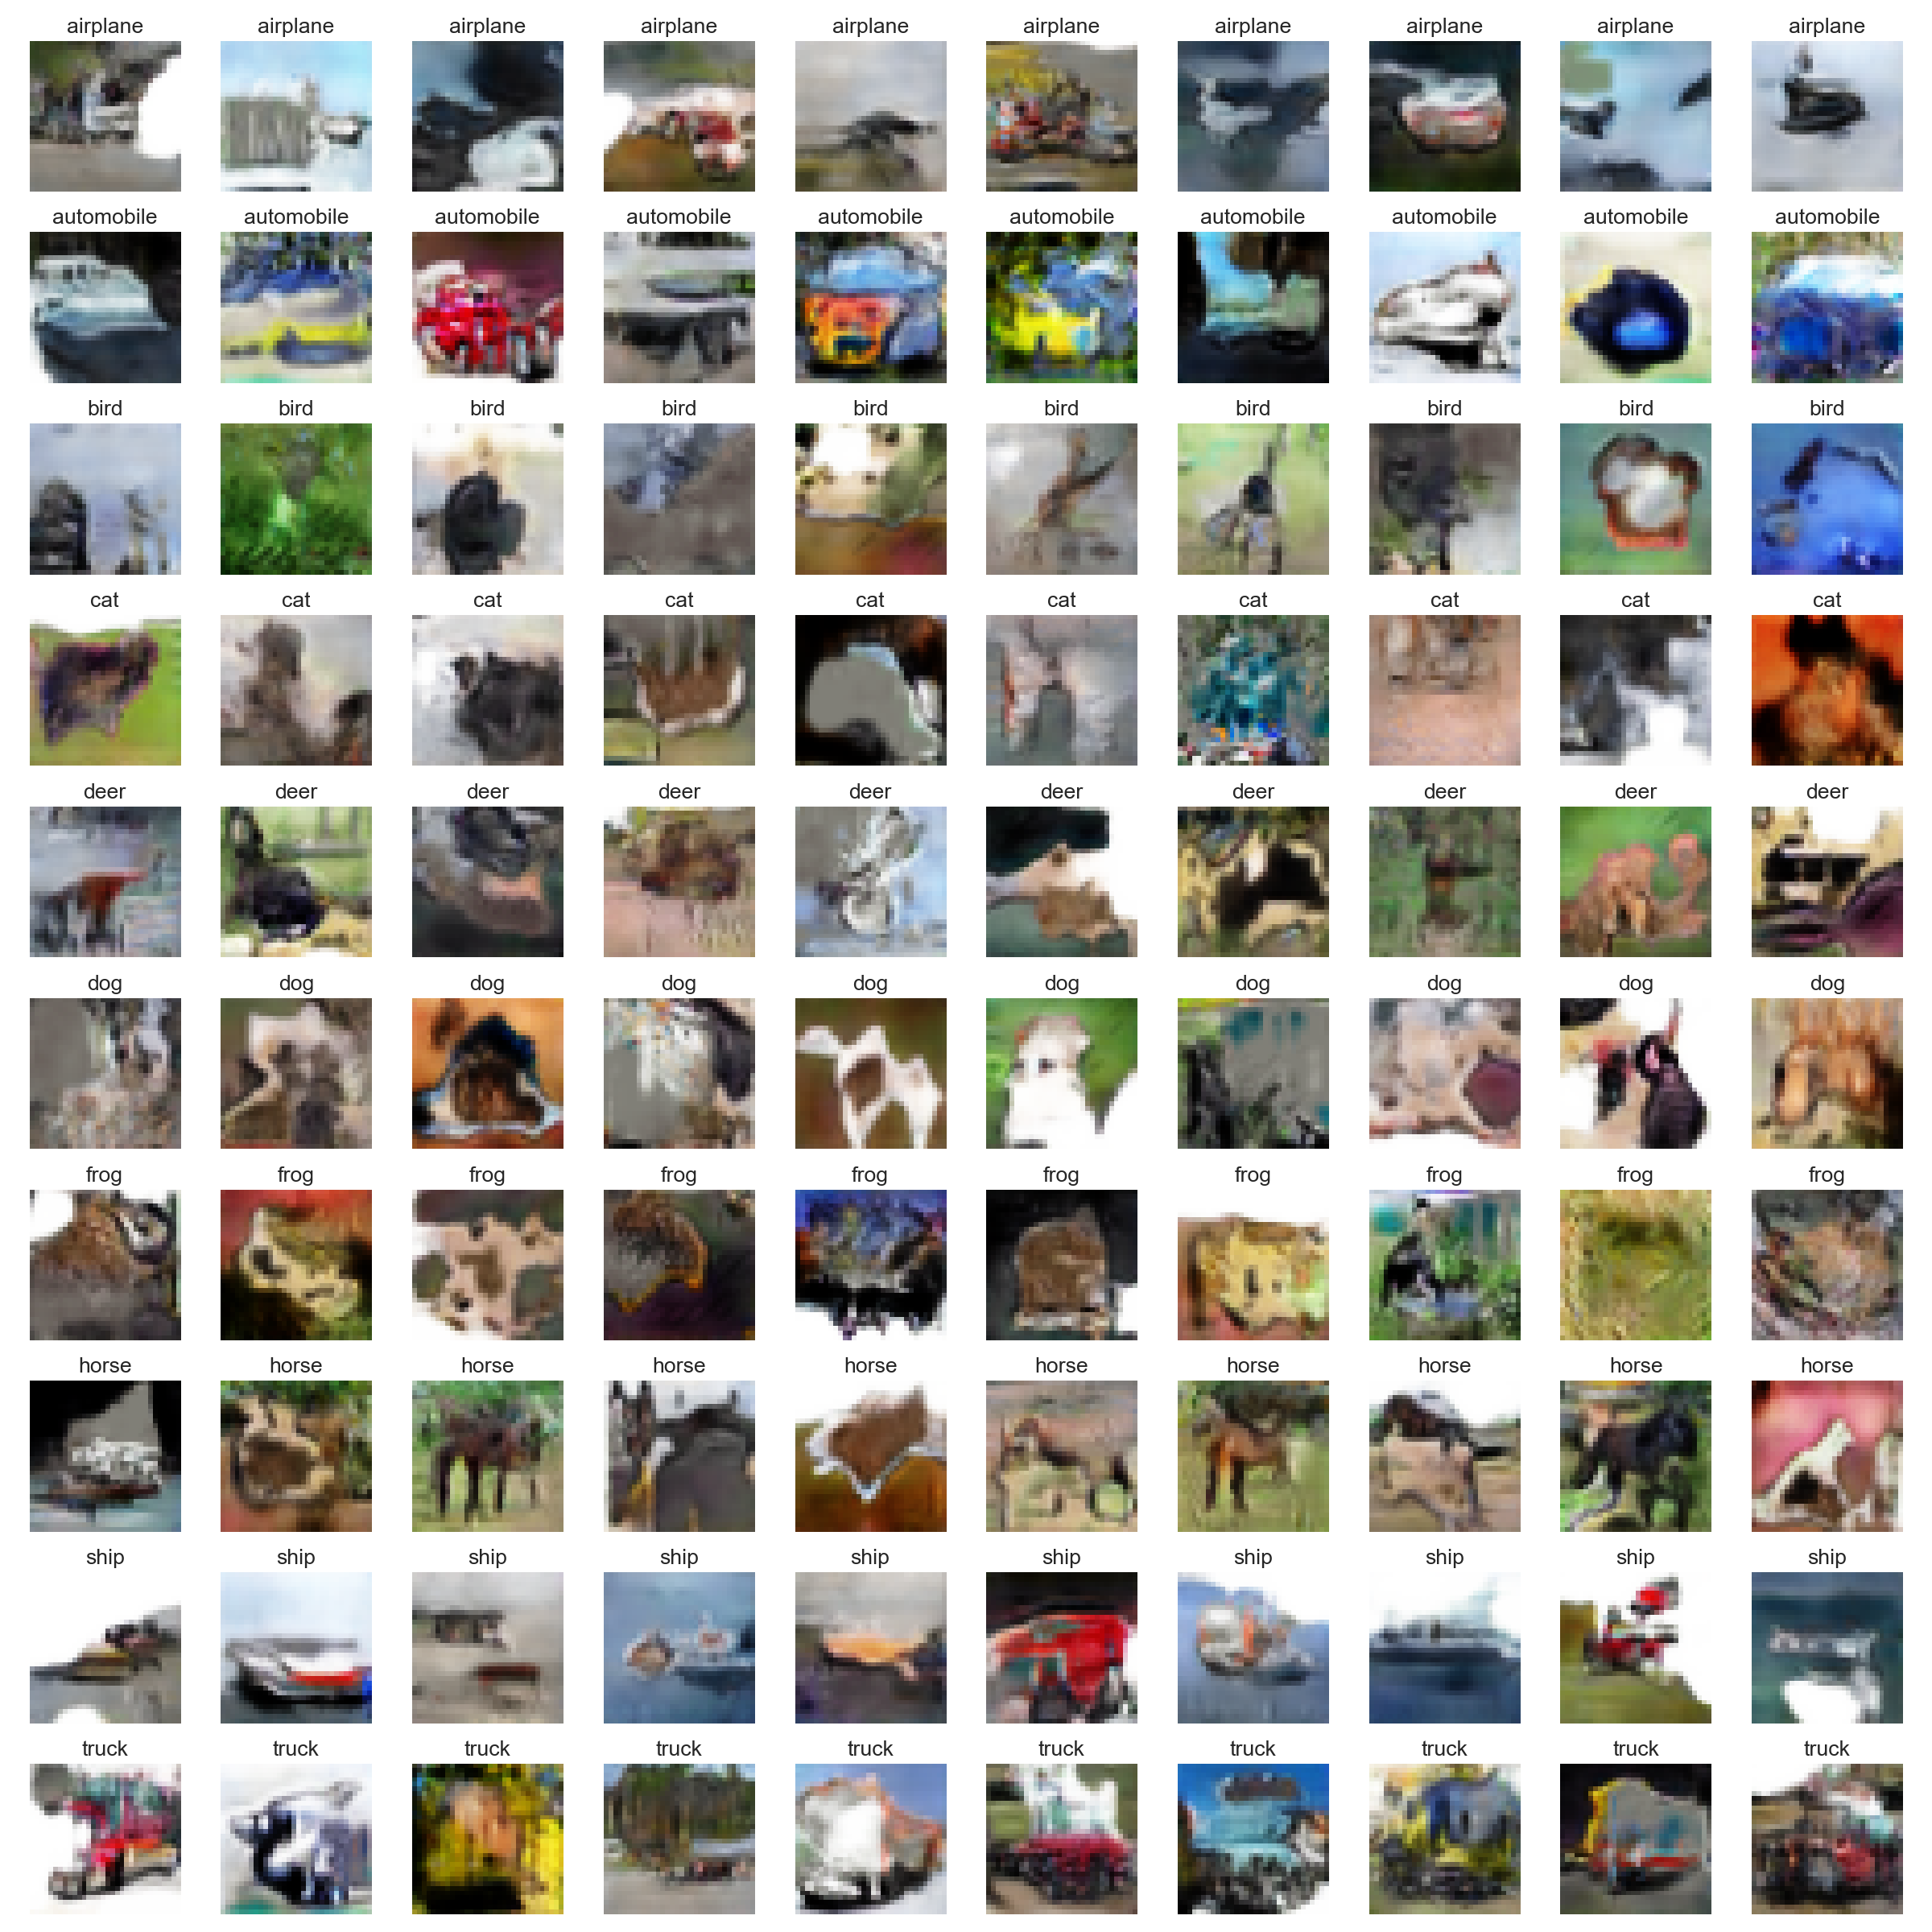 airplane airplane airplane airplane airplane airplane airplane airplane airplane airplane
automobile automobile automobile automobile automobile automobile automobile automobile automobile automobile
bird bird bird bird bird bird bird bird bird bird
cat cat cat cat cat cat cat cat cat cat
deer deer deer deer deer deer deer deer deer deer
dog dog dog dog dog dog dog dog dog dog
frog frog frog frog frog frog frog frog frog frog
horse horse horse horse horse horse horse horse horse horse
ship ship ship ship ship ship ship ship ship ship
truck truck truck truck truck truck truck truck truck truck